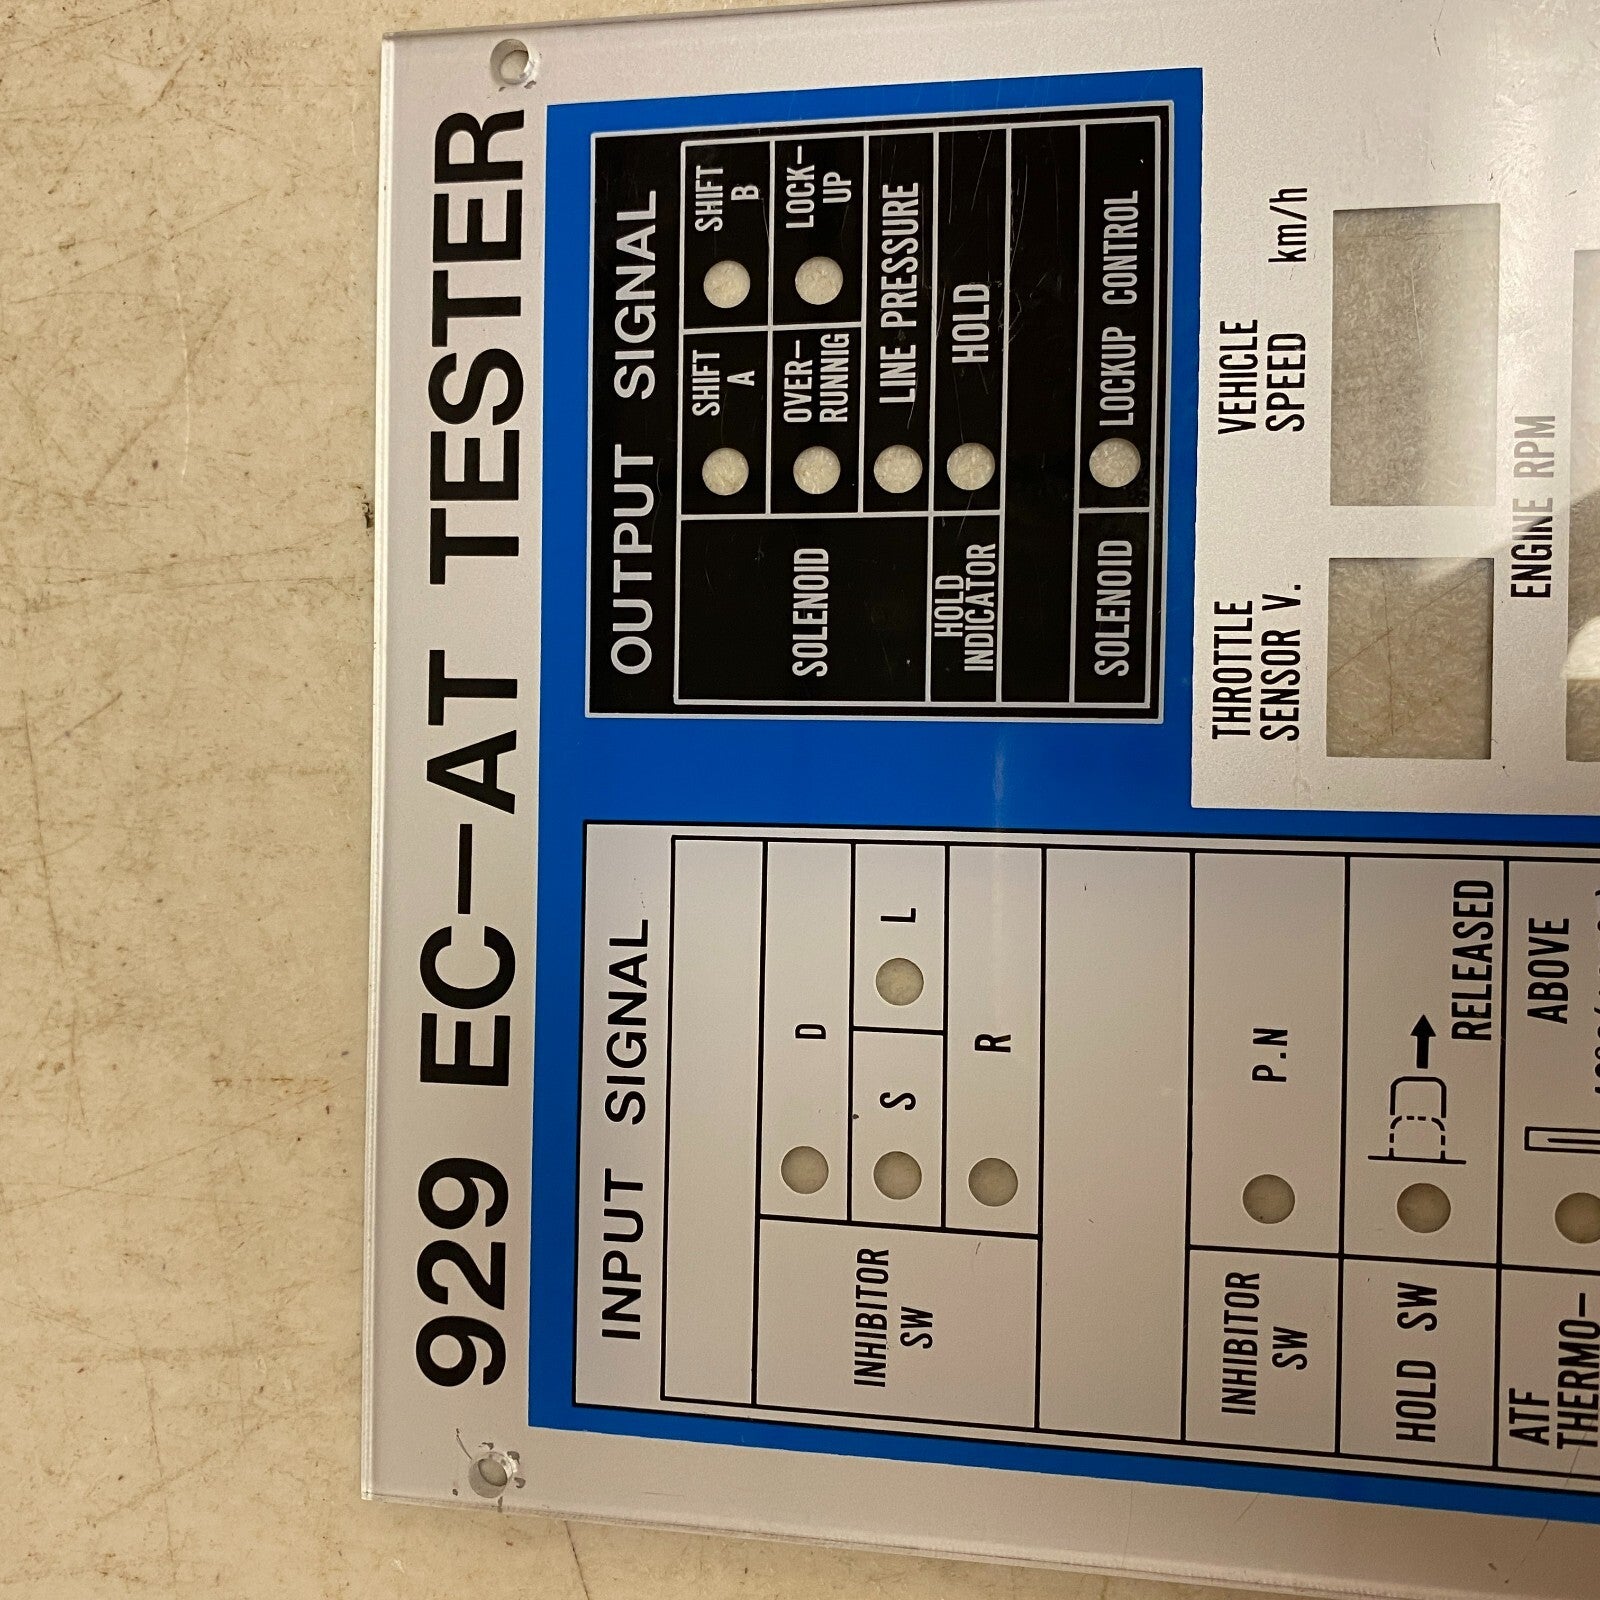 929 EC-AT TESTER
INPUT SIGNAL
INHIBITOR
SW
D
S
L
R
INHIBITOR
SW
P.N
HOLD SW
RELEASED
ATF
THERMO-
ABOVE
OUTPUT SIGNAL
SOLENOID
SHIFT
A
SHIFT
B
OVER-
RUNNIG
LOCK-
UP
LINE PRESSURE
HOLD
INDICATOR
HOLD
SOLENOID
LOCKUP CONTROL
THROTTLE
SENSOR V.
VEHICLE
SPEED km/h
ENGINE RPM